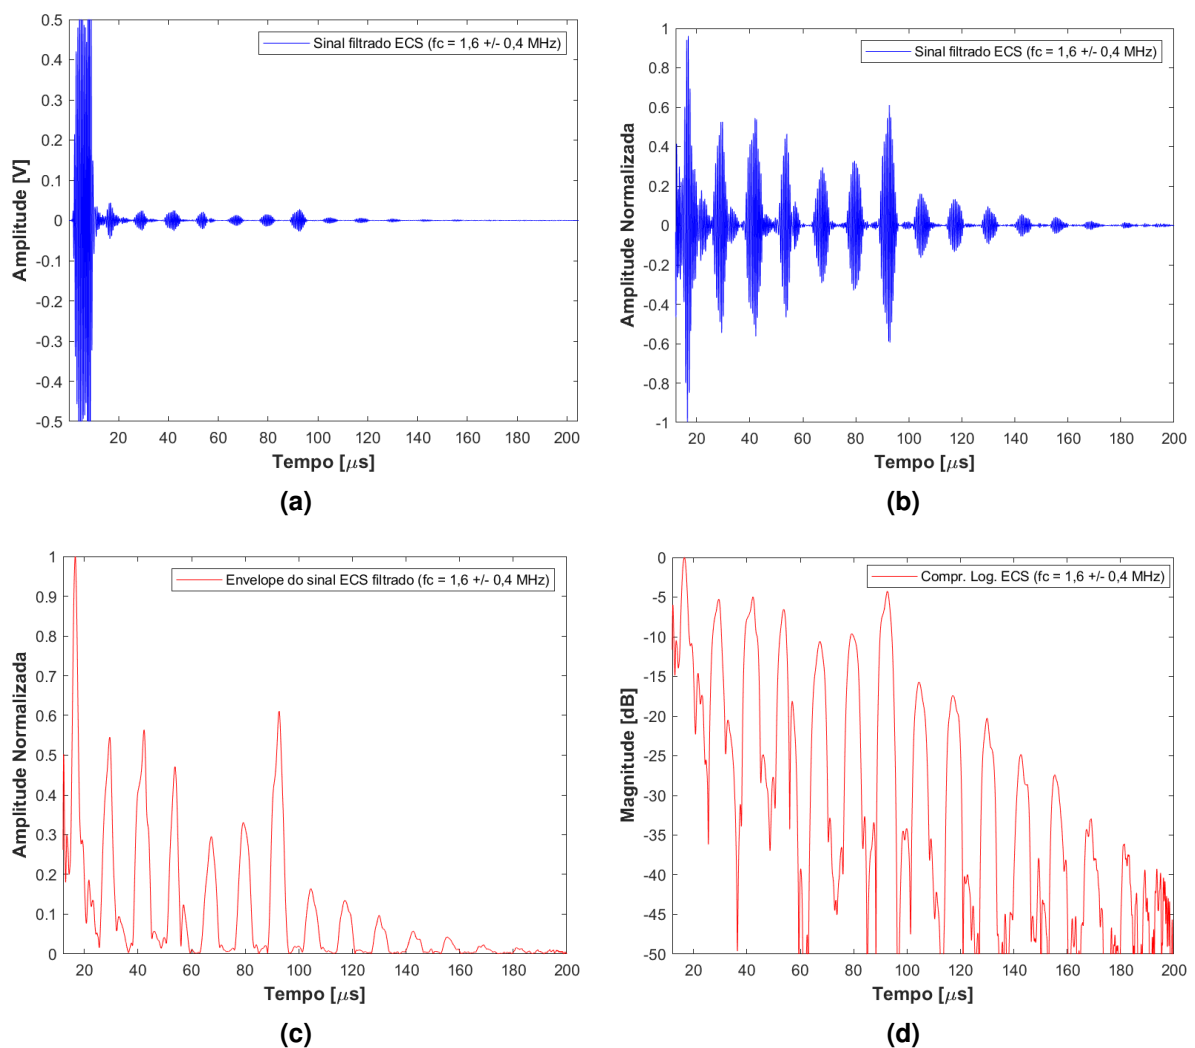 0.5
0.4
0.3
0.2
0.1
0
-0.1
-0.2
-0.3
-0.4
-0.5
Amplitude [V]
Sinal filtrado ECS (fc = 1,6 +/- 0,4 MHz)
20 40 60 80 100 120 140 160 180 200
Tempo [μs]
(a)
1
0.8
0.6
0.4
0.2
0
-0.2
-0.4
-0.6
-0.8
-1
Amplitude Normalizada
Sinal filtrado ECS (fc = 1,6 +/- 0,4 MHz)
20 40 60 80 100 120 140 160 180 200
Tempo [μs]
(b)
1
0.9
0.8
0.7
0.6
0.5
0.4
0.3
0.2
0.1
0
Amplitude Normalizada
Envelope do sinal ECS filtrado (fc = 1,6 +/- 0,4 MHz)
20 40 60 80 100 120 140 160 180 200
Tempo [μs]
(c)
0
-5
-10
-15
-20
-25
-30
-35
-40
-45
-50
Magnitude [dB]
Compr. Log. ECS (fc = 1,6 +/- 0,4 MHz)
20 40 60 80 100 120 140 160 180 200
Tempo [μs]
(d)